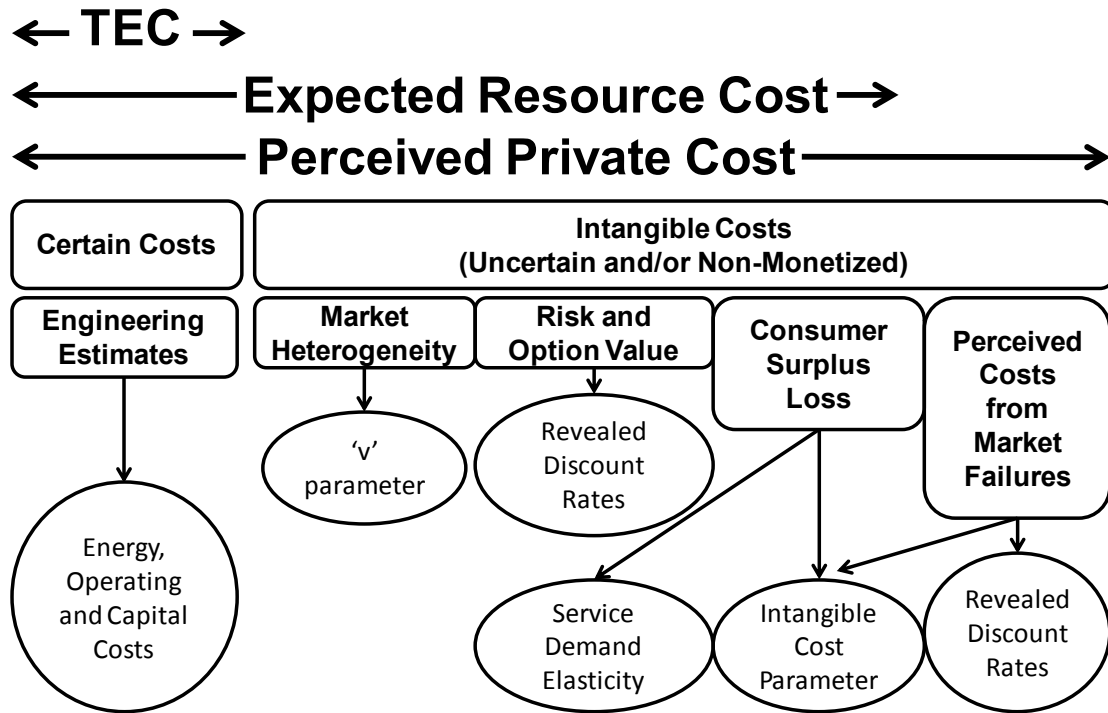 TEC
Expected Resource Cost
Perceived Private Cost
Certain Costs
Intangible Costs
(Uncertain and/or Non-Monetized)
Engineering
Estimates
Market
Heterogeneity
Risk and
Option Value
Consumer
Surplus
Loss
Perceived
Costs
from
Market
Failures
‘v’
parameter
Revealed
Discount
Rates
Energy,
Operating
and Capital
Costs
Service
Demand
Elasticity
Intangible
Cost
Parameter
Revealed
Discount
Rates